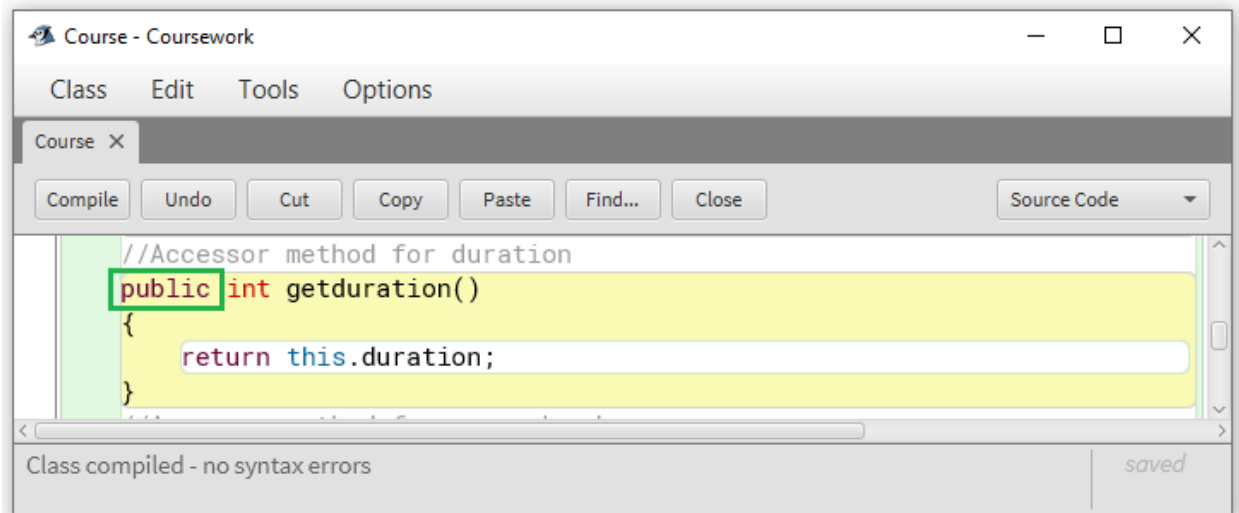 Course - Coursework
Class Edit Tools Options
Course
Compile Undo Cut Copy Paste Find... Close Source Code
//Accessor method for duration
public int getduration()
{
return this.duration;
}
Class compiled - no syntax errors saved